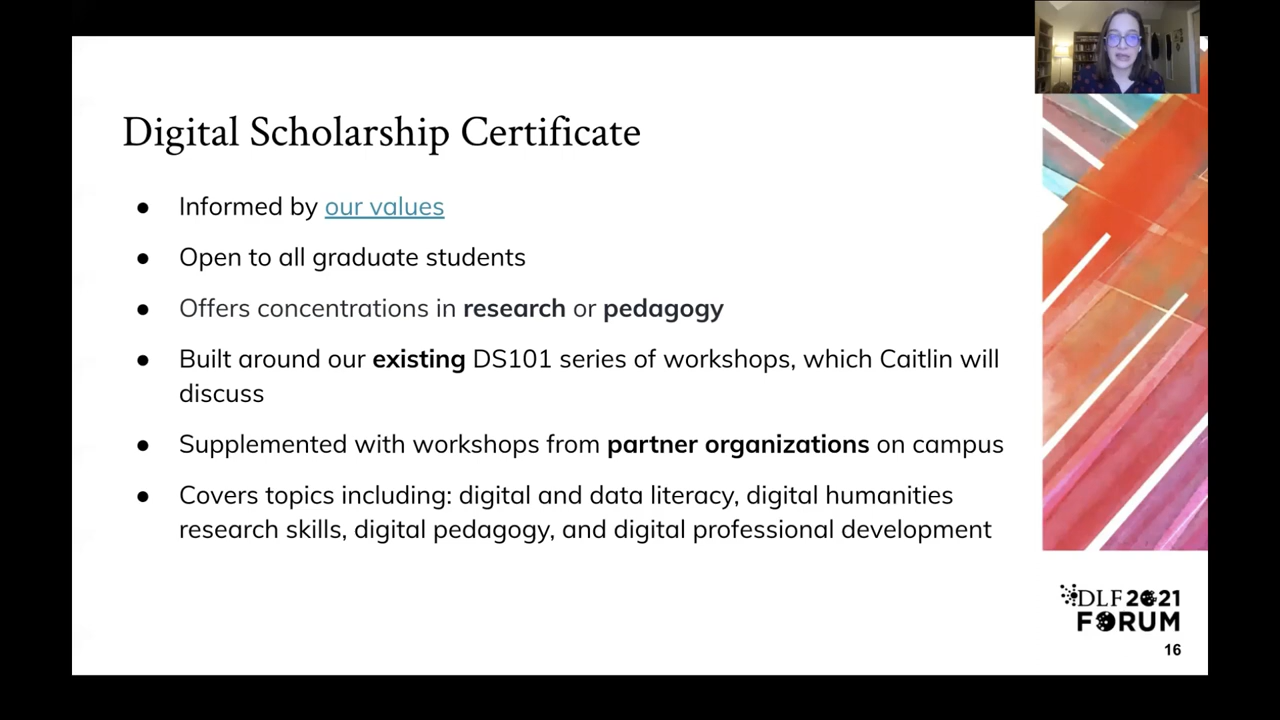 Digital Scholarship Certificate
● Informed by our values
● Open to all graduate students
● Offers concentrations in research or pedagogy
● Built around our existing DS101 series of workshops, which Caitlin will
discuss
● Supplemented with workshops from partner organizations on campus
● Covers topics including: digital and data literacy, digital humanities
research skills, digital pedagogy, and digital professional development
DLF 2021
FORUM
16